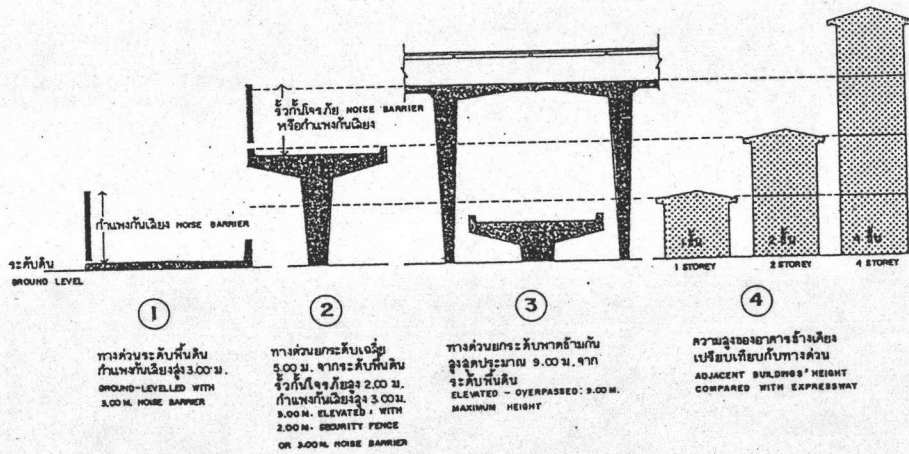 รั้วกั้นโจรภัย NOISE BARRIER
หรือกำแพงกันเสียง
กำแพงกันเสียง NOISE BARRIER
ระดับดิน
GROUND LEVEL
1 ชั้น
2 ชั้น
4 ชั้น
1 STOREY
2 STOREY
4 STOREY
1
ทางด่วนระดับพื้นดิน
กำแพงกันเสียงสูง 3.00 ม.
GROUND-LEVELLED WITH
3.00 M. NOISE BARRIER
2
ทางด่วนยกระดับเฉลี่ย
5.00 ม. จากระดับพื้นดิน
รั้วกั้นโจรภัยสูง 2.00 ม.
กำแพงกันเสียงสูง 3.00 ม.
5.00 M. ELEVATED : WITH
2.00 M. SECURITY FENCE
OR 3.00 M. NOISE BARRIER
3
ทางด่วนยกระดับพาดข้ามกัน
สูงสุดประมาณ 9.00 ม. จาก
ระดับพื้นดิน
ELEVATED - OVERPASSED: 9.00 M.
MAXIMUM HEIGHT
4
ความสูงของอาคารข้างเคียง
เปรียบเทียบกับทางด่วน
ADJACENT BUILDINGS' HEIGHT
COMPARED WITH EXPRESSWAY